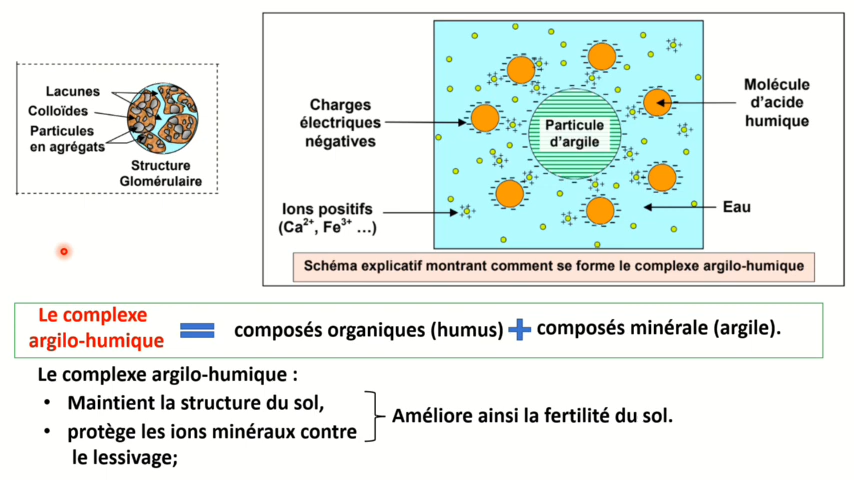 Lacunes
Colloïdes
Particules
en agrégats
Structure
Glomérulaire
Charges
électriques
négatives
Particule
d'argile
Molécule
d'acide
humique
Ions positifs
(Ca²⁺, Fe³⁺ ...)
Eau
Schéma explicatif montrant comment se forme le complexe argilo-humique
Le complexe
argilo-humique = composés organiques (humus) + composés minérale (argile).
Le complexe argilo-humique :
• Maintient la structure du sol,
• protège les ions minéraux contre
le lessivage;
Améliore ainsi la fertilité du sol.